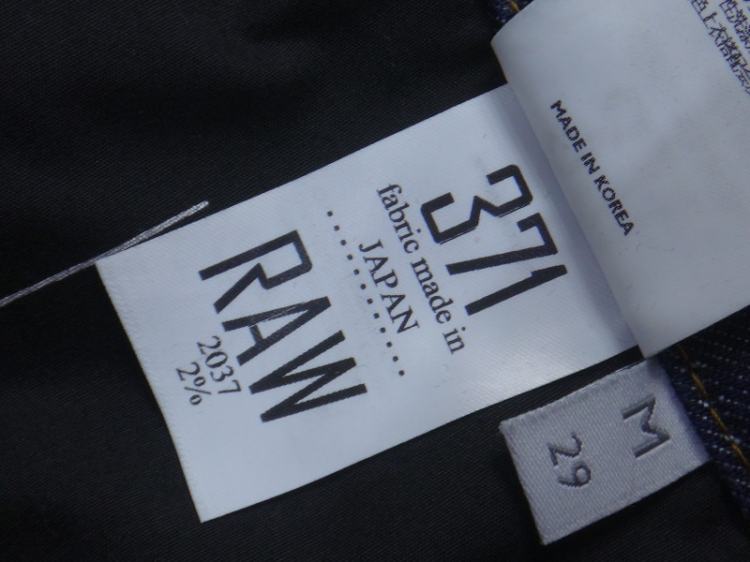 371
fabric made in
JAPAN
RAW
2037
2%
MADE IN KOREA
M
29